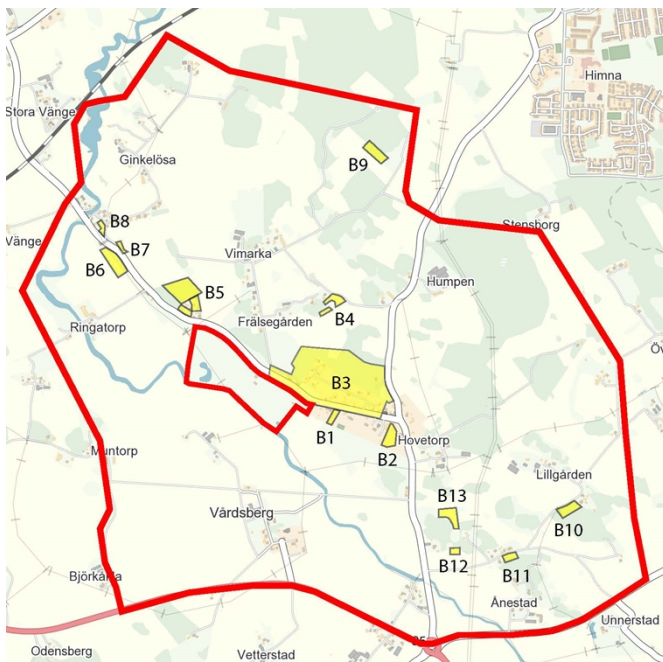 Himna
Stora Vänge
Ginkelösa
B9
B8
Stensborg
Vänge
B7
Vimarka
B6
Humpen
B5
Ringatorp
Frälsegården
B4
B3
B1
Hovetorp
B2
Muntorp
Lillgården
Vårdsberg
B13
B10
B12
B11
Björkälla
Ånestad
Unnerstad
Odensberg
Vetterstad